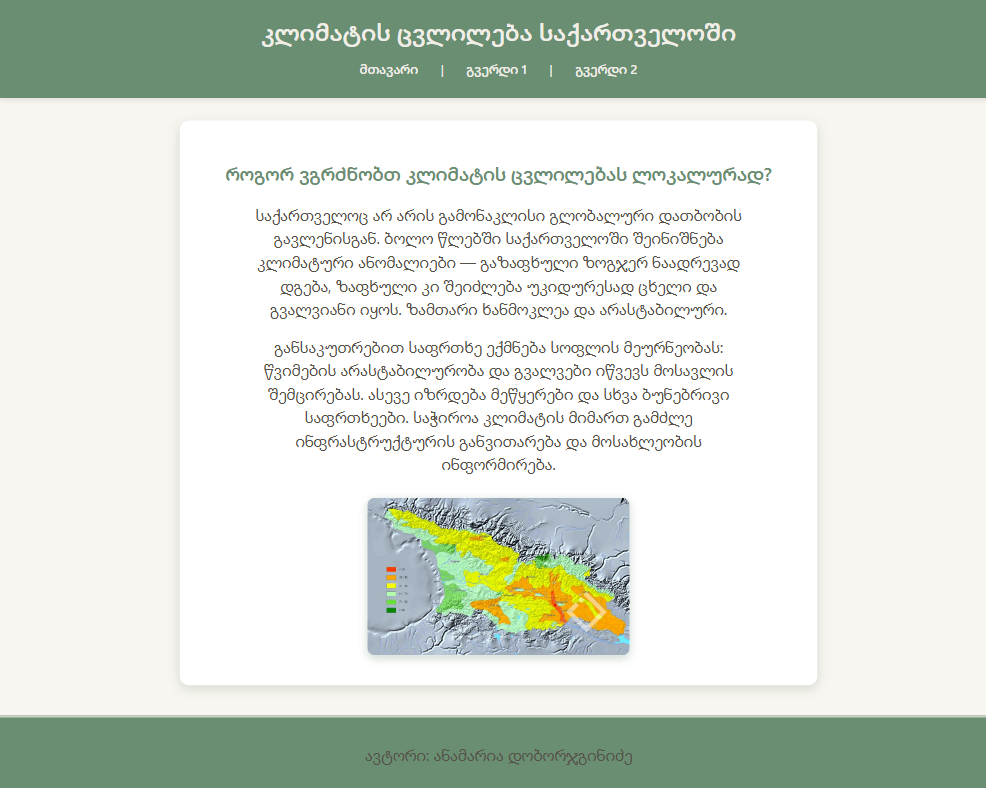 კლიმატის ცვლილება საქართველოში
მთავარი | გვერდი 1 | გვერდი 2
როგორ ვგრძნობთ კლიმატის ცვლილებას ლოკალურად?
საქართველოც არ არის გამონაკლისი გლობალური დათბობის
გავლენისგან. ბოლო წლებში საქართველოში შეინიშნება
კლიმატური ანომალიები — გაზაფხული ზოგჯერ ნაადრევად
დგება, ზაფხული კი შეიძლება უკიდურესად ცხელი და
გვალვიანი იყოს. ზამთარი ხანმოკლეა და არასტაბილური.
განსაკუთრებით საფრთხე ექმნება სოფლის მეურნეობას:
წვიმების არასტაბილურობა და გვალვები იწვევს მოსავლის
შემცირებას. ასევე იზრდება მეწყერები და სხვა ბუნებრივი
საფრთხეები. საჭიროა კლიმატის მიმართ გამძლე
ინფრასტრუქტურის განვითარება და მოსახლეობის
ინფორმირება.
ავტორი: ანამარია დობორჯგინიძე